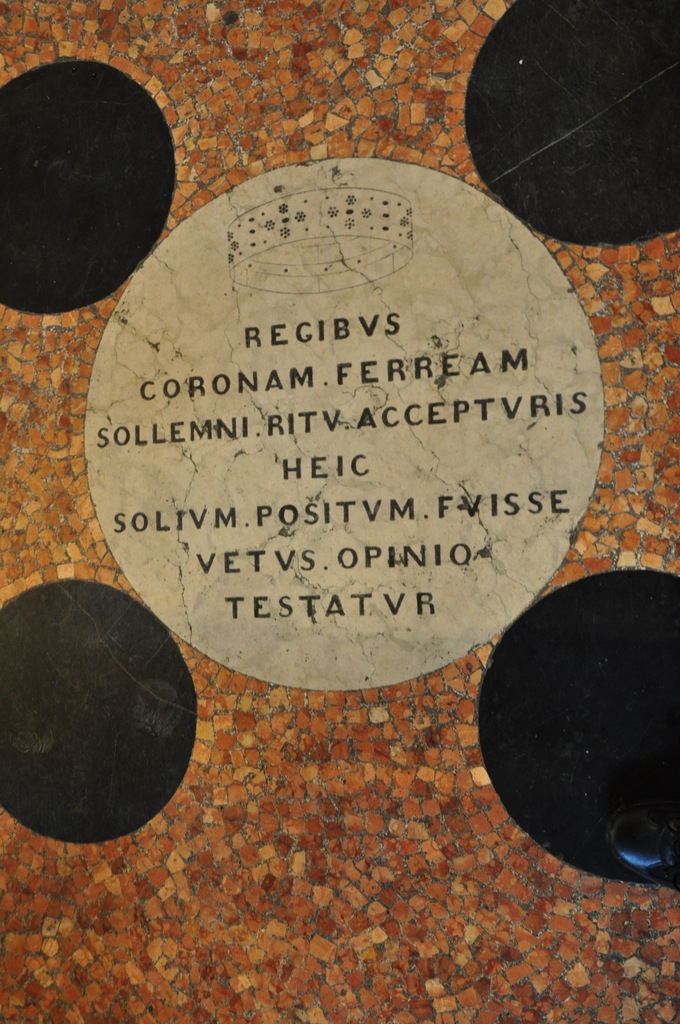 REGIBVS
CORONAM.FERREAM
SOLLEMNI.RITV.ACCEPTVRIS
HEIC
SOLIVM.POSITVM.FVISSE
VETVS.OPINIO
TESTATVR